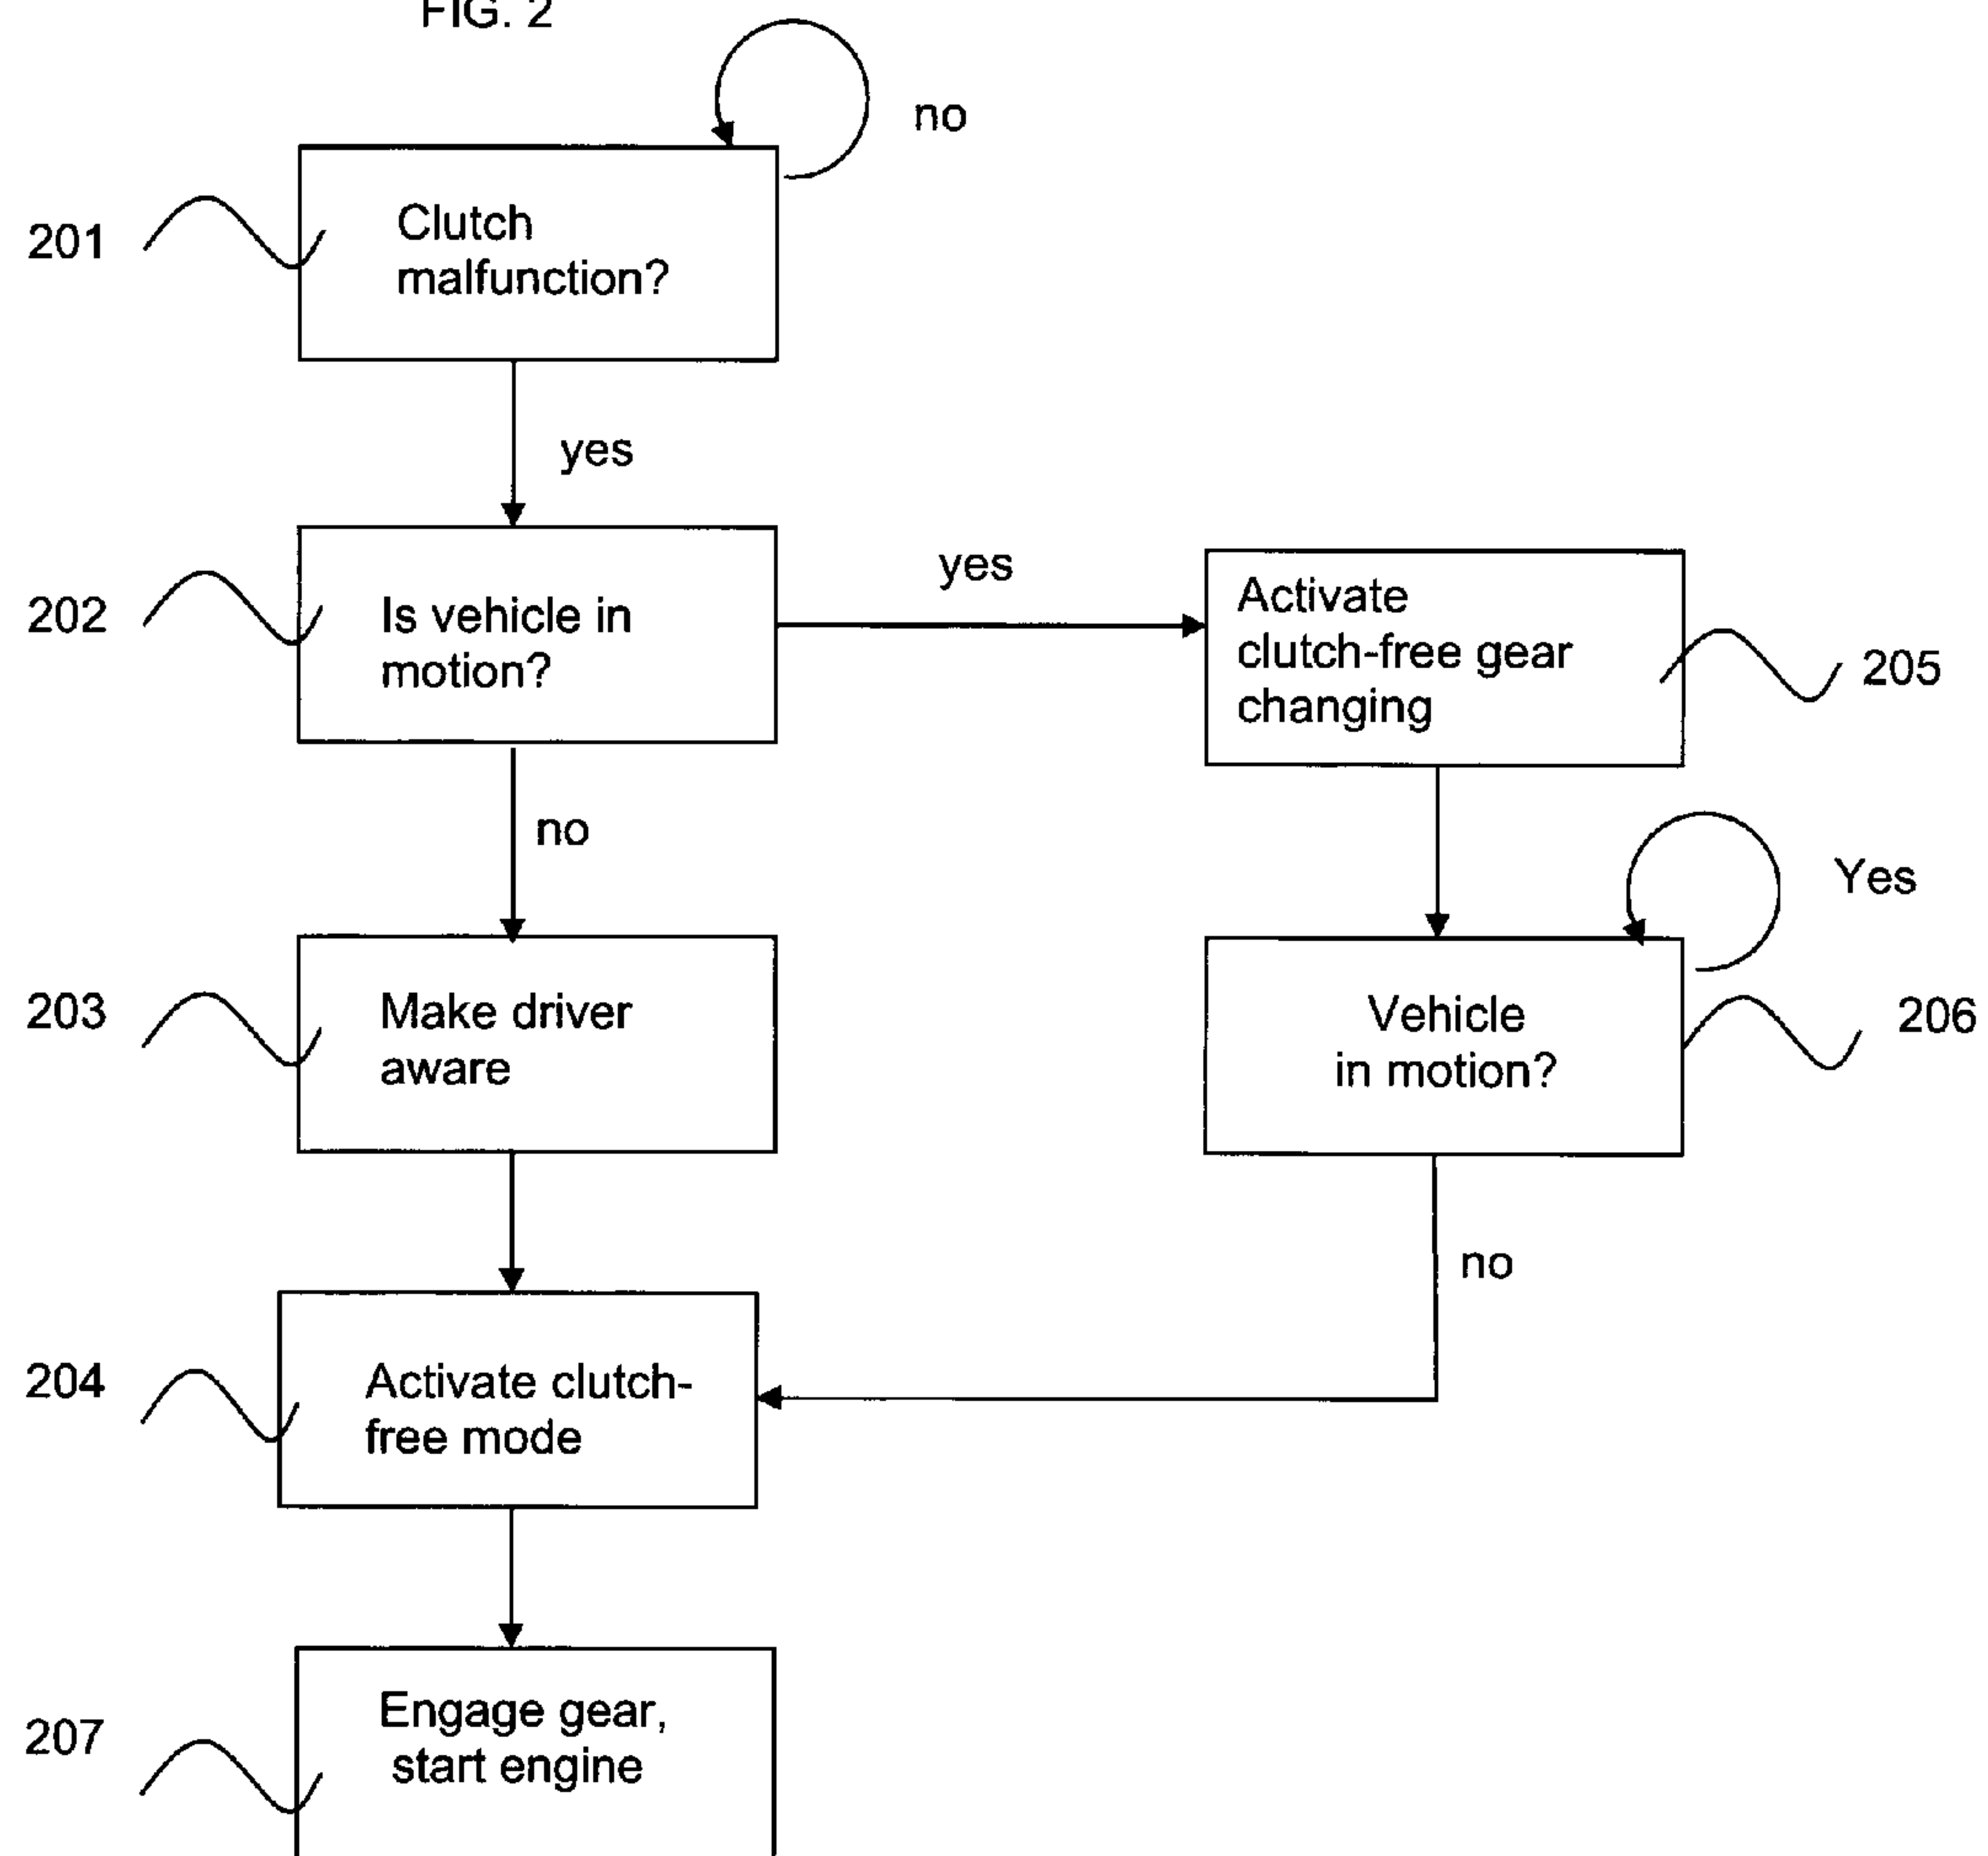 FIG. 2
no
201
Clutch
malfunction?
yes
202
Is vehicle in
motion?
yes
Activate
clutch-free gear
changing
205
no
Yes
203
Make driver
aware
Vehicle
in motion?
206
no
204
Activate clutch-
free mode
207
Engage gear,
start engine